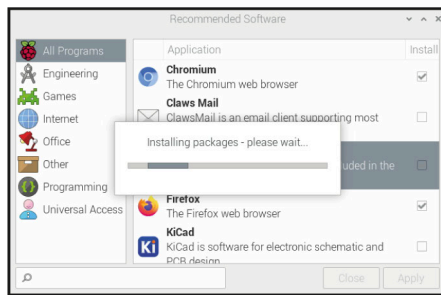 Recommended Software
All Programs
Engineering
Games
Internet
Office
Other
Programming
Universal Access
Application
Install
Chromium
The Chromium web browser
Claws Mail
ClawsMail is an email client supporting most
Installing packages - please wait...
cluded in the
Firefox
The Firefox web browser
KiCad
KiCad is software for electronic schematic and
PCB design
Close
Apply